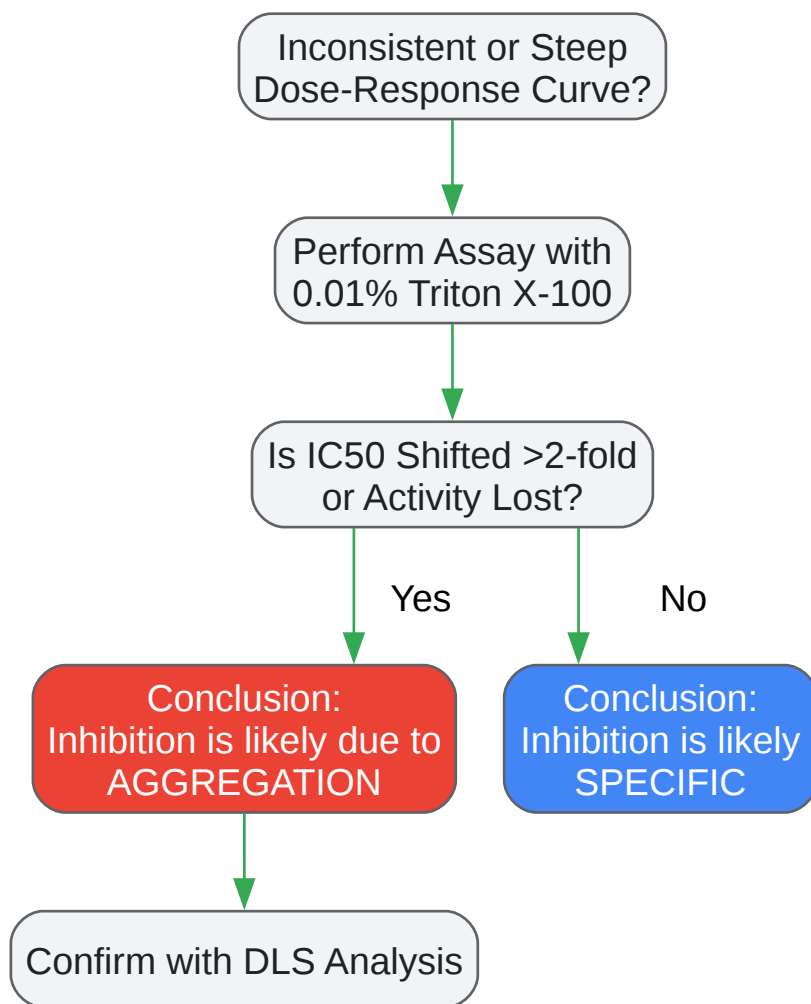 Inconsistent or Steep
Dose-Response Curve?
Perform Assay with
0.01% Triton X-100
Is IC50 Shifted >2-fold
or Activity Lost?
Yes
No
Conclusion:
Inhibition is likely due to
AGGREGATION
Conclusion:
Inhibition is likely
SPECIFIC
Confirm with DLS Analysis